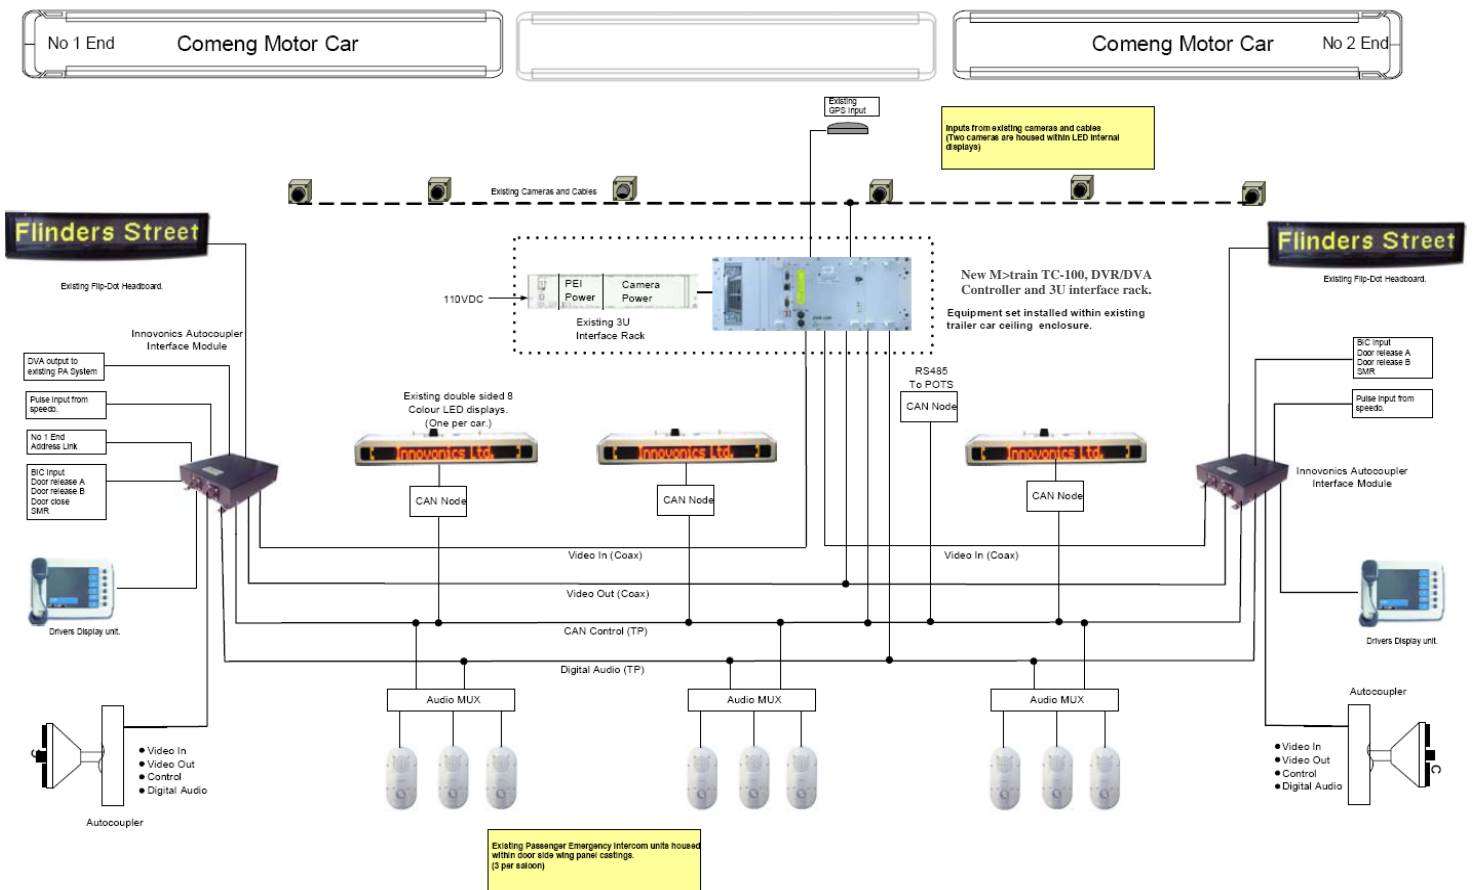 No 1 End
Comeng Motor Car
Comeng Motor Car
No 2 End
Existing
GPS Input
Inputs from existing cameras and cables
(Two cameras are housed within LED Internal
displays)
Existing Cameras and Cables
Flinders Street
Existing Flip-Dot Headboard.
Flinders Street
Existing Flip-Dot Headboard.
110VDC
PEI
Power
Camera
Power
Existing 3U
Interface Rack
New M>train TC-100, DVR/DVA
Controller and 3U interface rack.
Equipment set installed within existing
trailer car ceiling enclosure.
Innovonics Autocoupler
Interface Module
DVA output to
existing PA System
Pulse Input from
speedo.
No 1 End
Address Link
BIC Input
Door release A
Door release B
Door close
SMR
BIC Input
Door release A
Door release B
SMR
Pulse Input from
speedo.
Innovonics Autocoupler
Interface Module
RS485
To POTS
CAN Node
Existing double sided 8
Colour LED displays.
(One per car.)
Innovonics Ltd.
Innovonics Ltd.
Innovonics Ltd.
CAN Node
CAN Node
CAN Node
Video In (Coax)
Video In (Coax)
Video Out (Coax)
CAN Control (TP)
Digital Audio (TP)
Drivers Display unit.
Drivers Display unit.
Audio MUX
Audio MUX
Audio MUX
Video In
Video Out
Control
Digital Audio
Autocoupler
Autocoupler
Video In
Video Out
Control
Digital Audio
C
Existing Passenger Emergency Intercom units housed
within door side wing panel castings.
(3 per saloon)